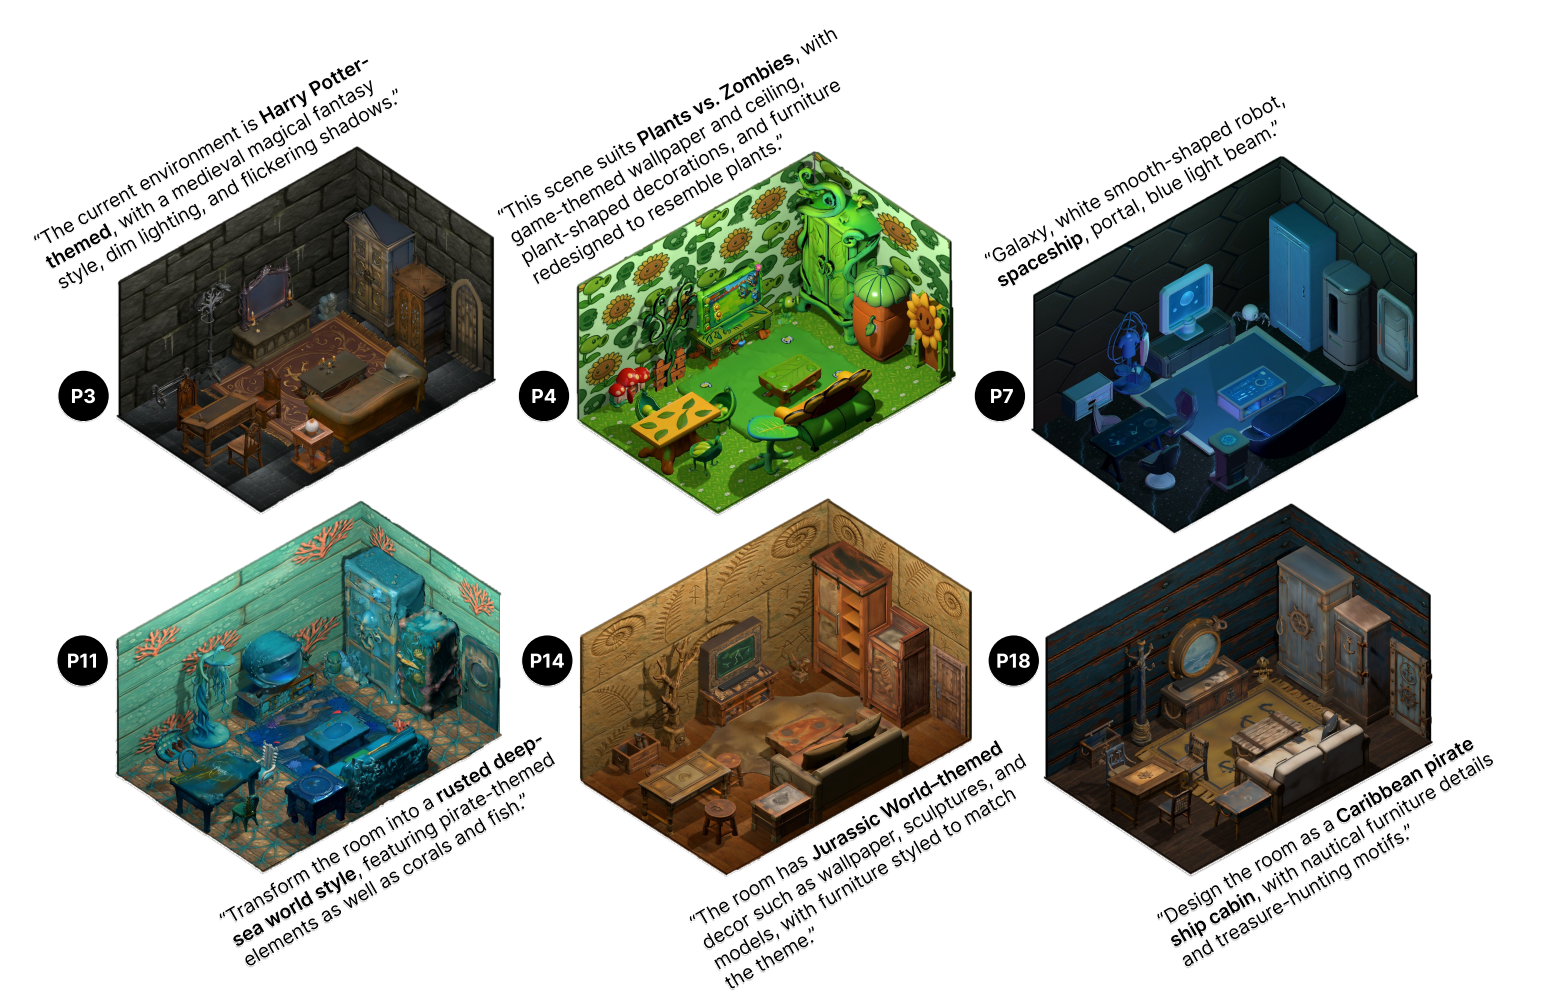 “The current environment is Harry Potter-
themed, with a medieval magical fantasy
style, dim lighting, and flickering shadows.”
P3
“This scene suits Plants vs. Zombies, with
game-themed wallpaper and ceiling,
plant-shaped decorations, and furniture
redesigned to resemble plants.”
P4
“Galaxy, white smooth-shaped robot,
spaceship, portal, blue light beam.”
P7
P11
“Transform the room into a rusted deep-
sea world style, featuring pirate-themed
elements as well as corals and fish.”
P14
“The room has Jurassic World-themed
decor such as wallpaper, sculptures, and
models, with furniture styled to match
the theme.”
P18
“Design the room as a Caribbean pirate
ship cabin, with nautical furniture details
and treasure-hunting motifs.”